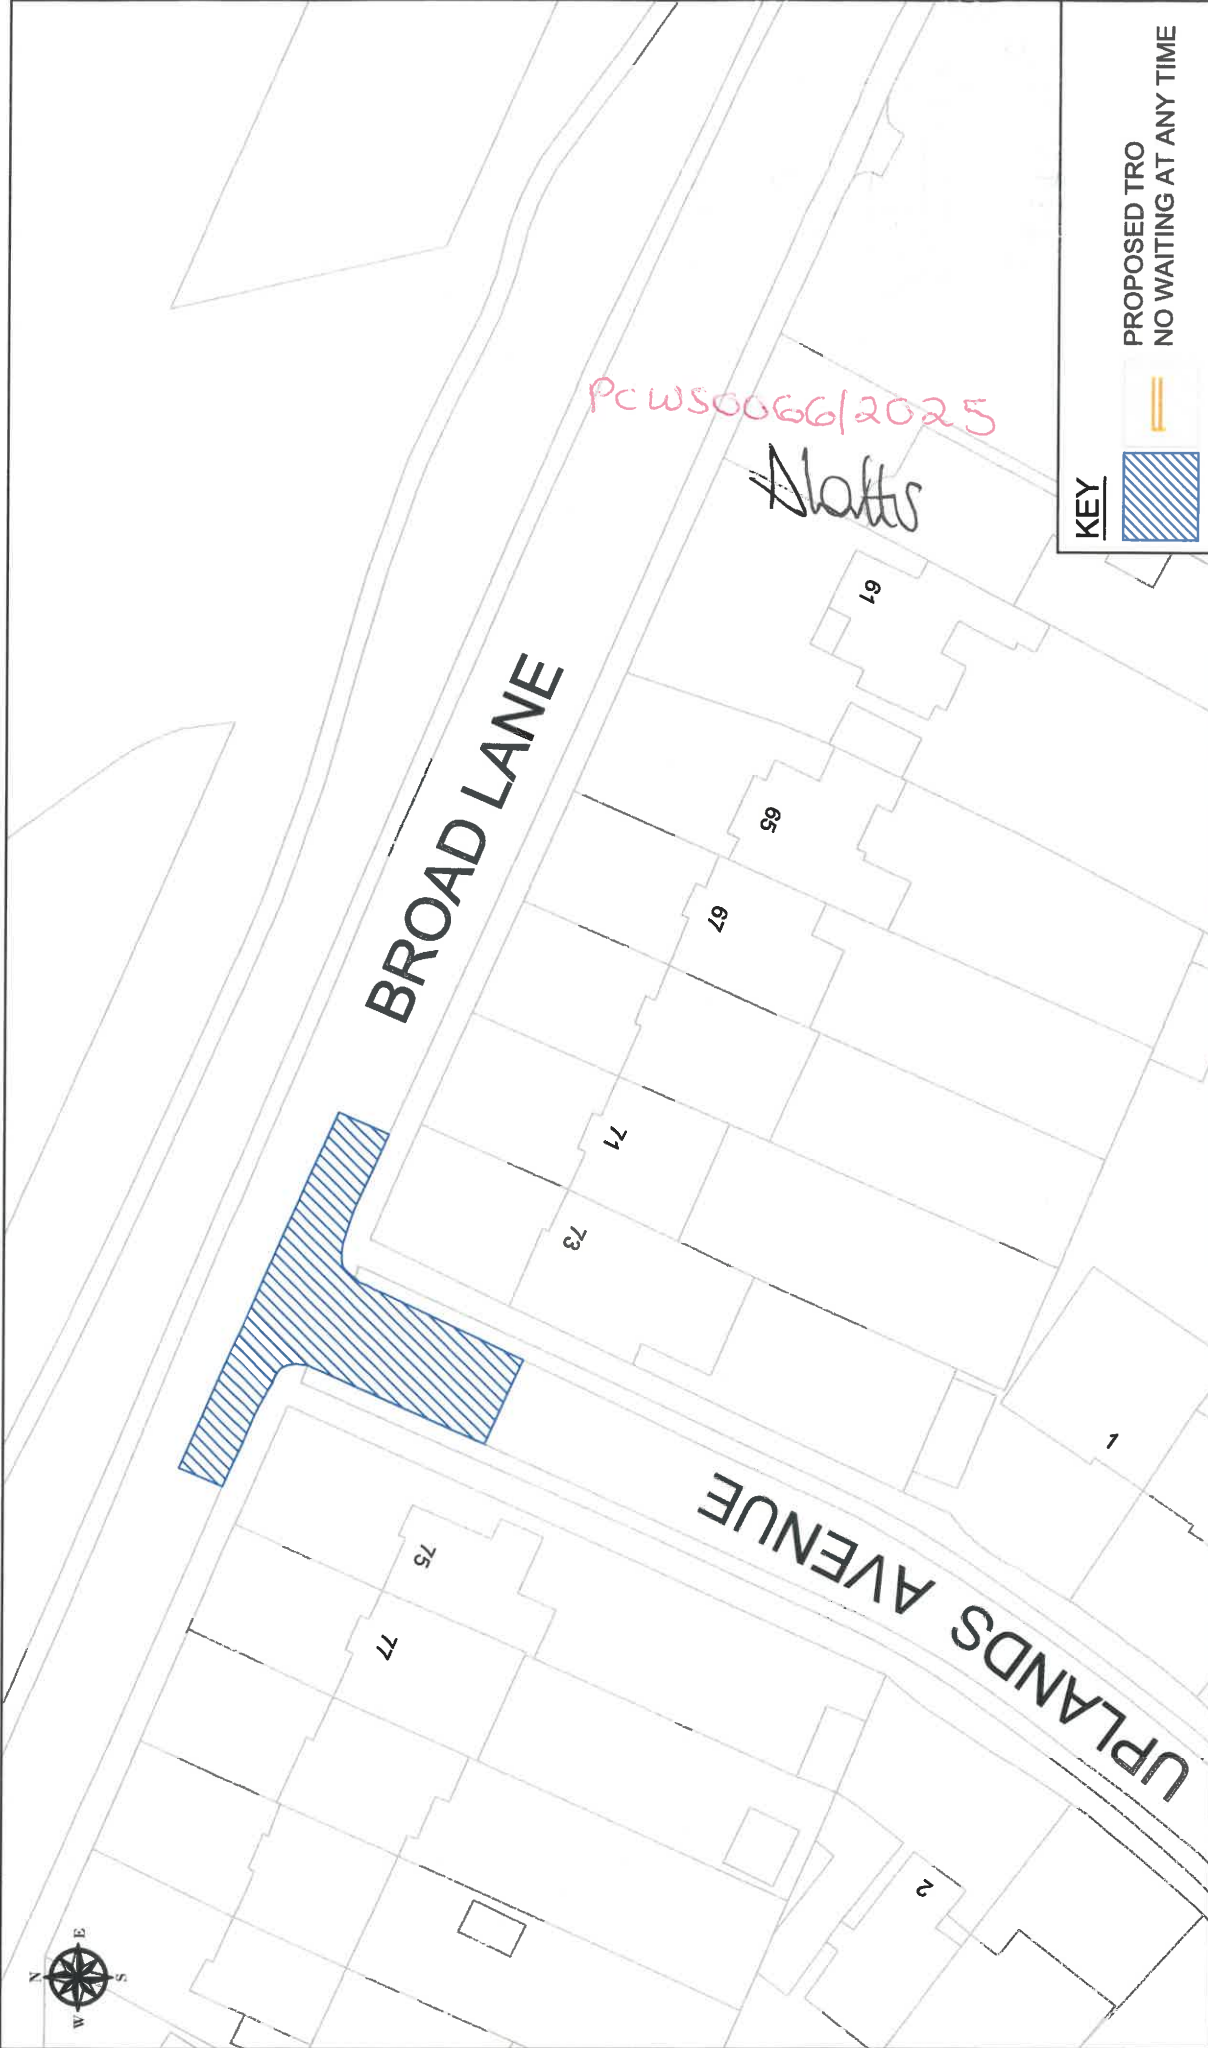 BROAD LANE
PCWS0066/2025
61
65
67
71
73
75
77
UPLANDS AVENUE
1
2
N
W
E
S
KEY
PROPOSED TRO
NO WAITING AT ANY TIME